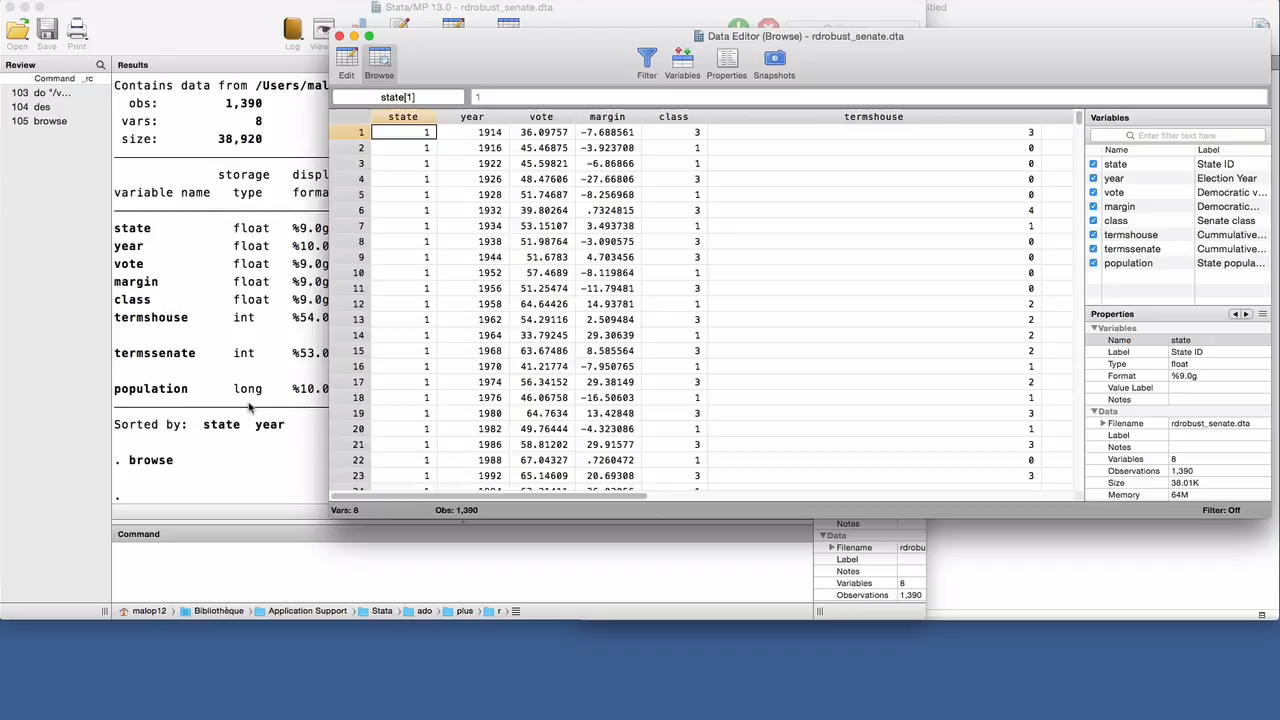 Stata/MP 13.0 - rdrobust_senate.dta
Open Save Print Log
Review
Command _rc
103 do "/v...
104 des
105 browse
Results
Contains data from /Users/mal
obs: 1,390
vars: 8
size: 38,920
storage displ
variable name type forma
state float %9.0g
year float %10.0
vote float %9.0g
margin float %9.0g
class float %9.0g
termshouse int %54.0
termssenate int %53.0
population long %10.0
Sorted by: state year
. browse
.
Command
malop12 Bibliothèque Application Support Stata ado plus r
Data Editor (Browse) - rdrobust_senate.dta
Edit Browse Filter Variables Properties Snapshots
state[1] 1
state year vote margin class termshouse
1 1 1914 36.09757 -7.688561 3 3
2 1 1916 45.46875 -3.923708 1 0
3 1 1922 45.59821 -6.86866 1 0
4 1 1926 48.47606 -27.66806 3 0
5 1 1928 51.74687 -8.256968 1 0
6 1 1932 39.80264 .7324815 3 4
7 1 1934 53.15107 3.493738 1 1
8 1 1938 51.98764 -3.090575 3 0
9 1 1944 51.6783 4.703456 3 0
10 1 1952 57.4689 -8.119864 1 0
11 1 1956 51.25474 -11.79481 3 0
12 1 1958 64.64426 14.93781 1 2
13 1 1962 54.29116 2.509484 3 2
14 1 1964 33.79245 29.30639 1 2
15 1 1968 63.67486 8.585564 3 2
16 1 1970 41.21774 -7.950765 1 1
17 1 1974 56.34152 29.38149 3 2
18 1 1976 46.06758 -16.50603 1 1
19 1 1980 64.7634 13.42848 3 3
20 1 1982 49.76444 -4.323086 1 1
21 1 1986 58.81202 29.91577 3 3
22 1 1988 67.04327 .7260472 1 0
23 1 1992 65.14609 20.69308 3 3
Vars: 8 Obs: 1,390 Filter: Off
Variables
Enter filter text here
Name Label
state State ID
year Election Year
vote Democratic v...
margin Democratic...
class Senate class
termshouse Cummulative...
termssenate Cummulative...
population State popula...
Properties
Variables
Name state
Label State ID
Type float
Format %9.0g
Value Label
Notes
Data
Filename rdrobust_senate.dta
Label
Notes
Variables 8
Observations 1,390
Size 38.01K
Memory 64M
Notes
Data
Filename rdrobu
Label
Notes
Variables 8
Observations 1,390